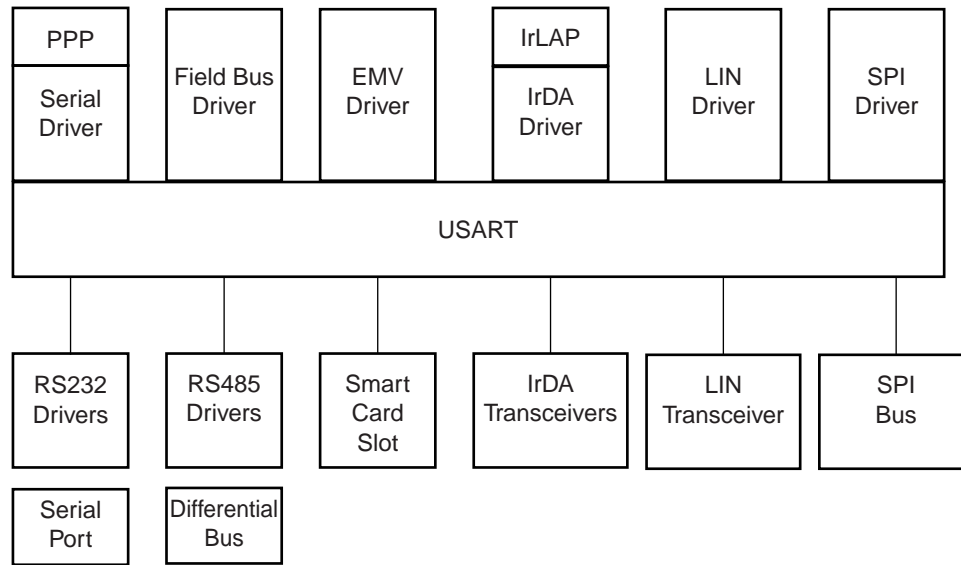 PPP
Serial
Driver
Field Bus
Driver
EMV
Driver
IrLAP
IrDA
Driver
LIN
Driver
SPI
Driver
USART
RS232
Drivers
RS485
Drivers
Smart
Card
Slot
IrDA
Transceivers
LIN
Transceiver
SPI
Bus
Serial
Port
Differential
Bus